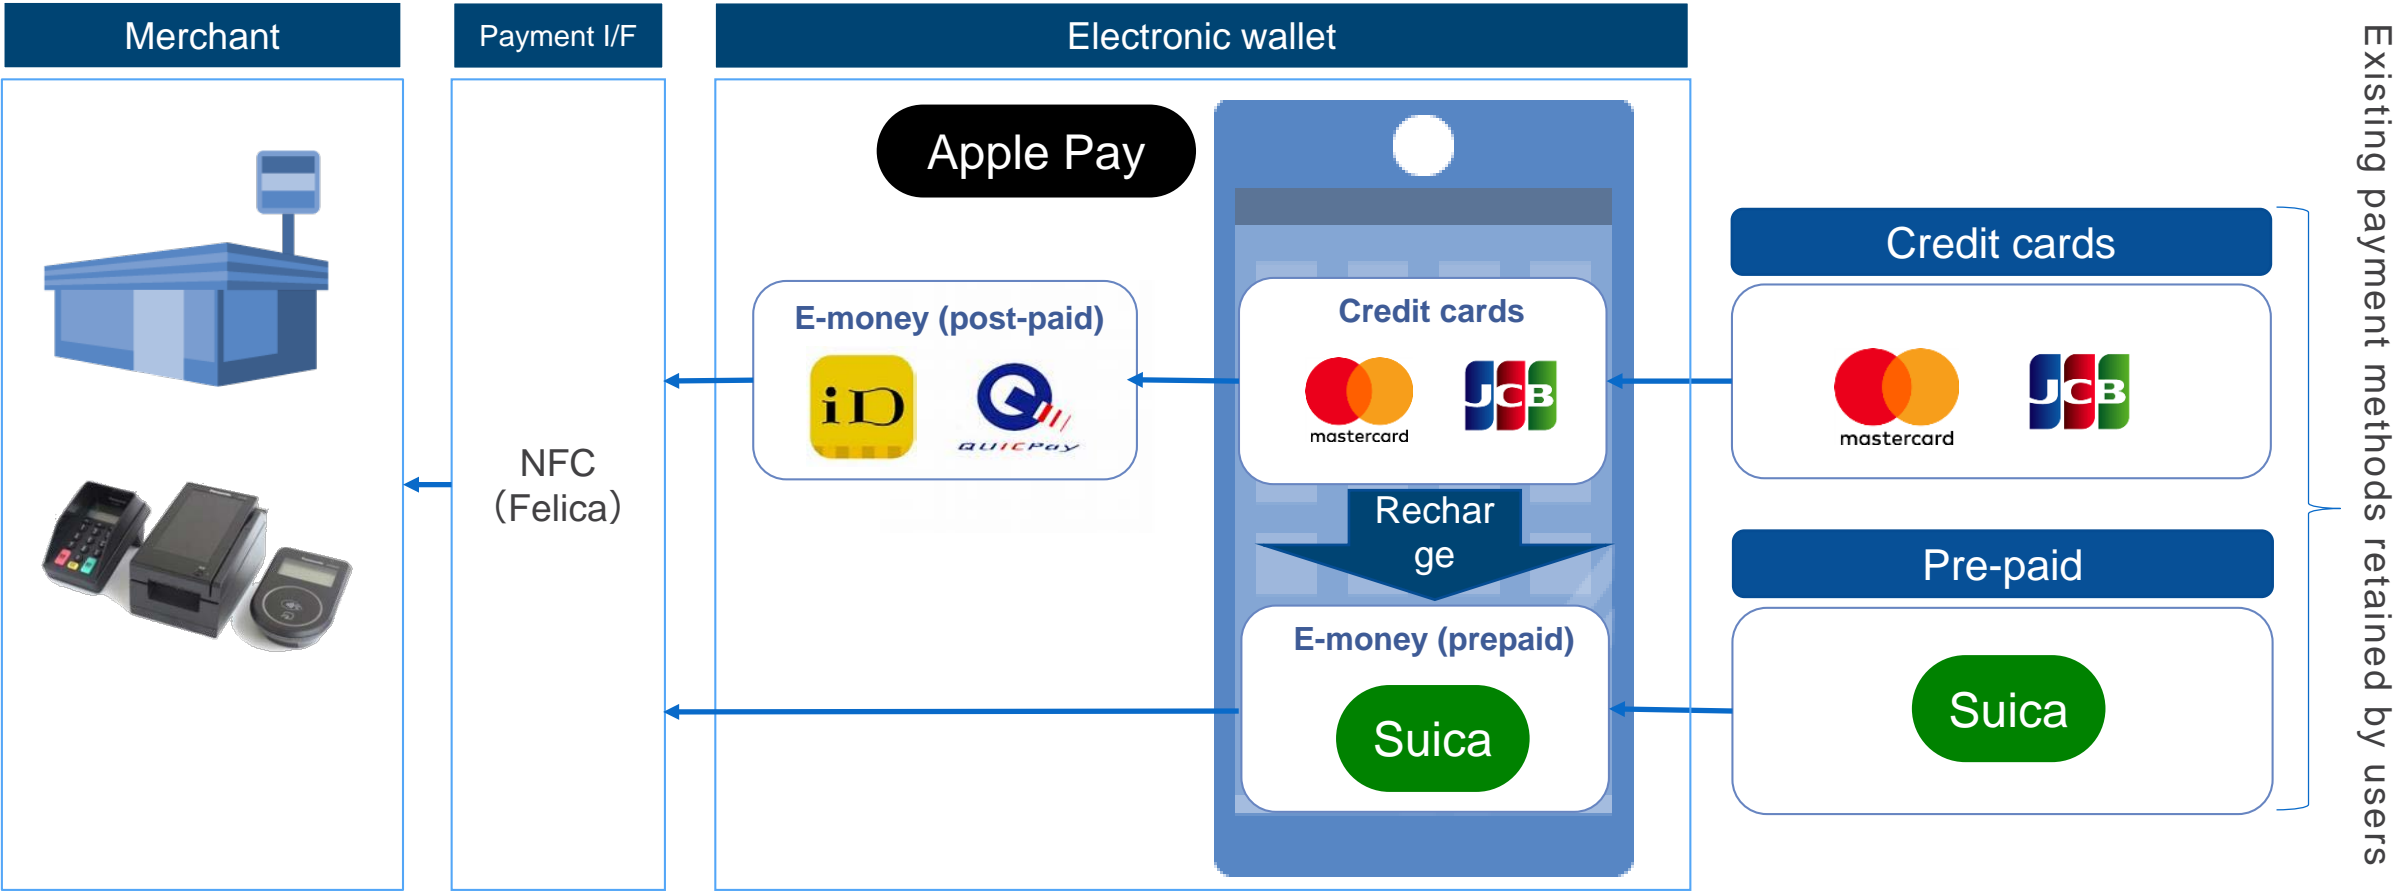 Merchant
Payment I/F
Electronic wallet
Apple Pay
E-money (post-paid)
iD
QUICPay
Credit cards
mastercard
JCB
Rechar
ge
E-money (prepaid)
Suica
NFC
（Felica）
Credit cards
mastercard
JCB
Pre-paid
Suica
Existing payment methods retained by users